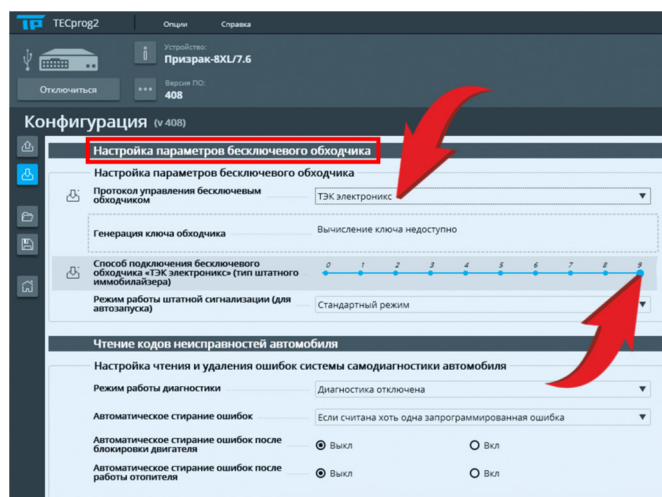 TP TECprog2 Опции Справка
Устройство:
i Призрак-8XL/7.6
Отключиться ... Версия ПО:
408
Конфигурация (v 408)
Настройка параметров бесключевого обходчика
Настройка параметров бесключевого обходчика
Протокол управления бесключевым
обходчиком
ТЭК электроникс
Генерация ключа обходчика Вычисление ключа недоступно
Способ подключения бесключевого
обходчика «ТЭК электроникс» (тип штатного
иммобилайзера)
0 1 2 3 4 5 6 7 8 9
Режим работы штатной сигнализации (для
автозапуска)
Стандартный режим
Чтение кодов неисправностей автомобиля
Настройка чтения и удаления ошибок системы самодиагностики автомобиля
Режим работы диагностики Диагностика отключена
Автоматическое стирание ошибок Если считана хоть одна запрограммированная ошибка
Автоматическое стирание ошибок после
блокировки двигателя
Выкл Вкл
Автоматическое стирание ошибок после
работы отопителя
Выкл Вкл